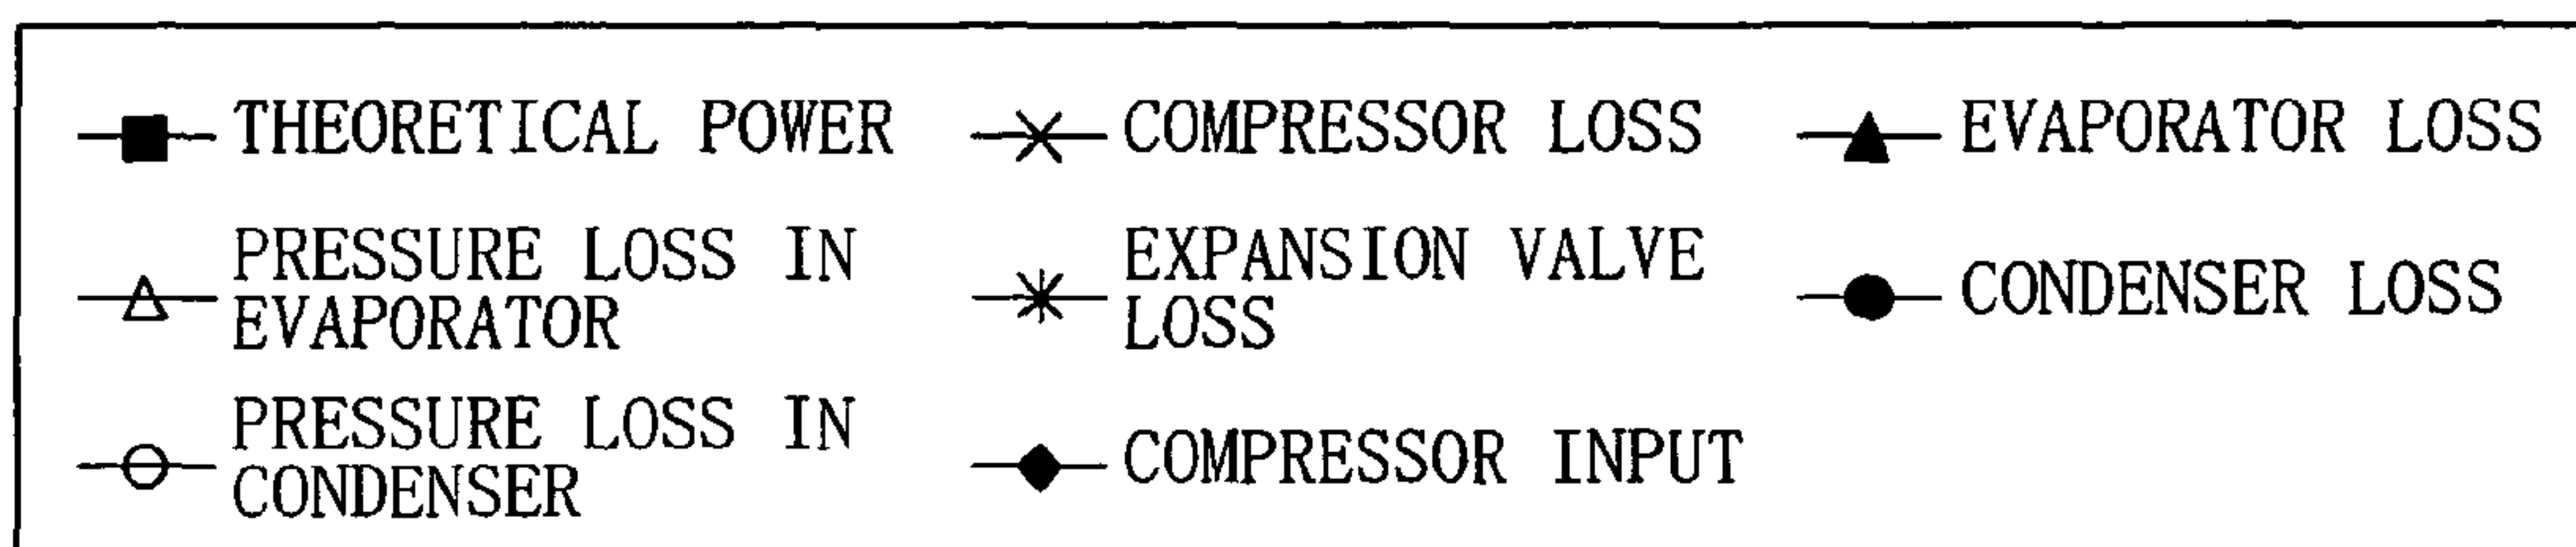 THEORETICAL POWER
COMPRESSOR LOSS
EVAPORATOR LOSS
PRESSURE LOSS IN
EVAPORATOR
EXPANSION VALVE
LOSS
CONDENSER LOSS
PRESSURE LOSS IN
CONDENSER
COMPRESSOR INPUT